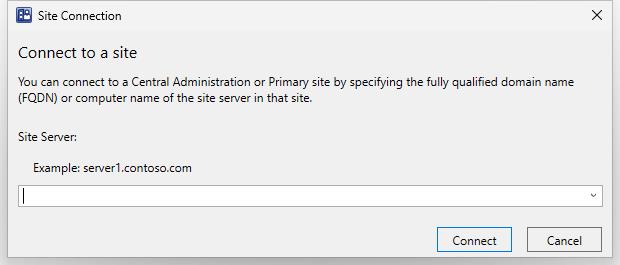 Site Connection
Connect to a site
You can connect to a Central Administration or Primary site by specifying the fully qualified domain name
(FQDN) or computer name of the site server in that site.
Site Server:
Example: server1.contoso.com
Connect Cancel